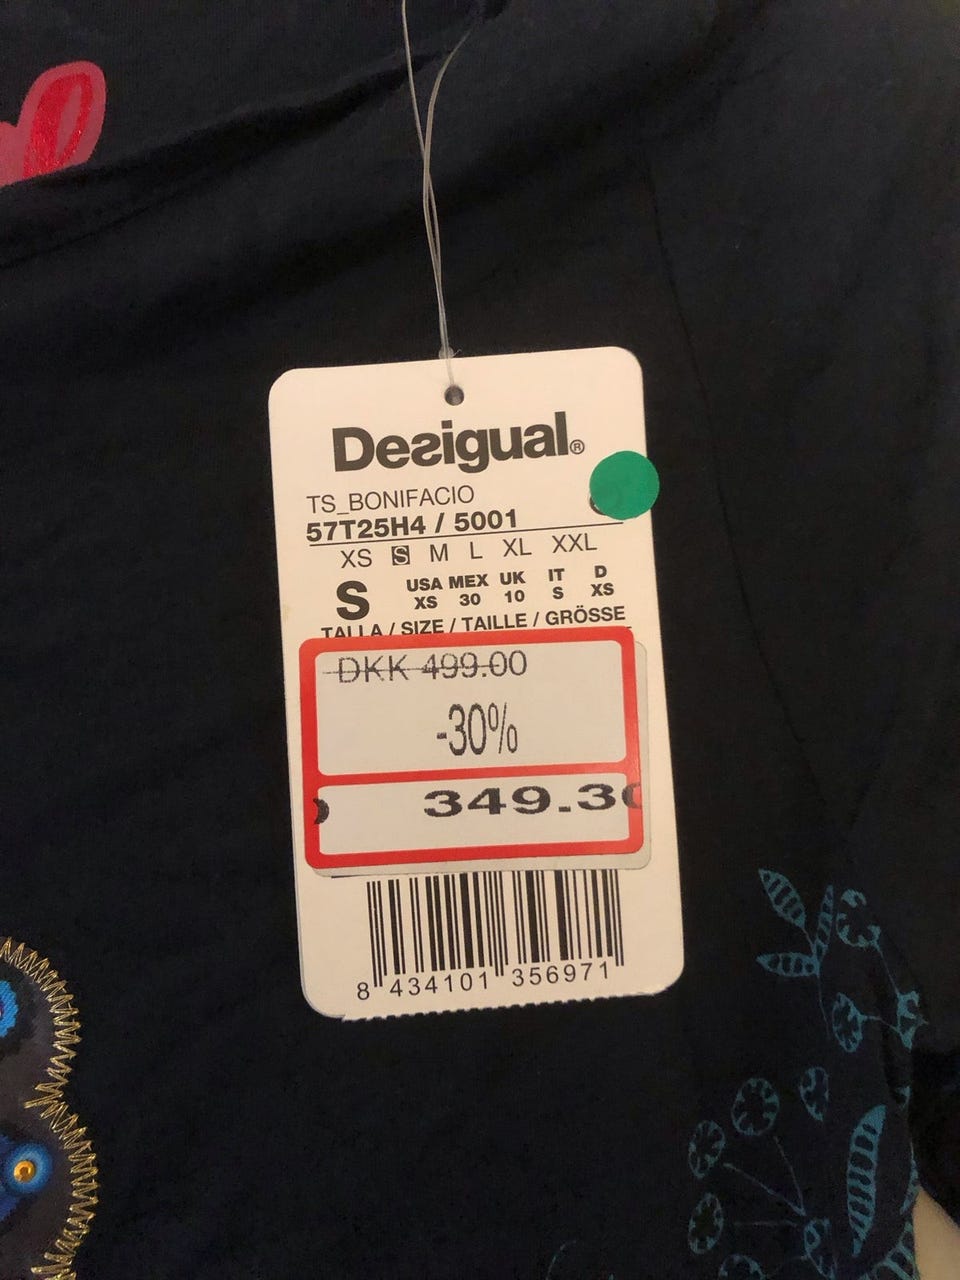 Desigual®
TS_BONIFACIO
57T25H4 / 5001
XS S M L XL XXL
S USA MEX UK IT D
XS 30 10 S XS
TALLA / SIZE / TAILLE / GRÖSSE
DKK 499.00
-30%
349.3
8 434101 356971